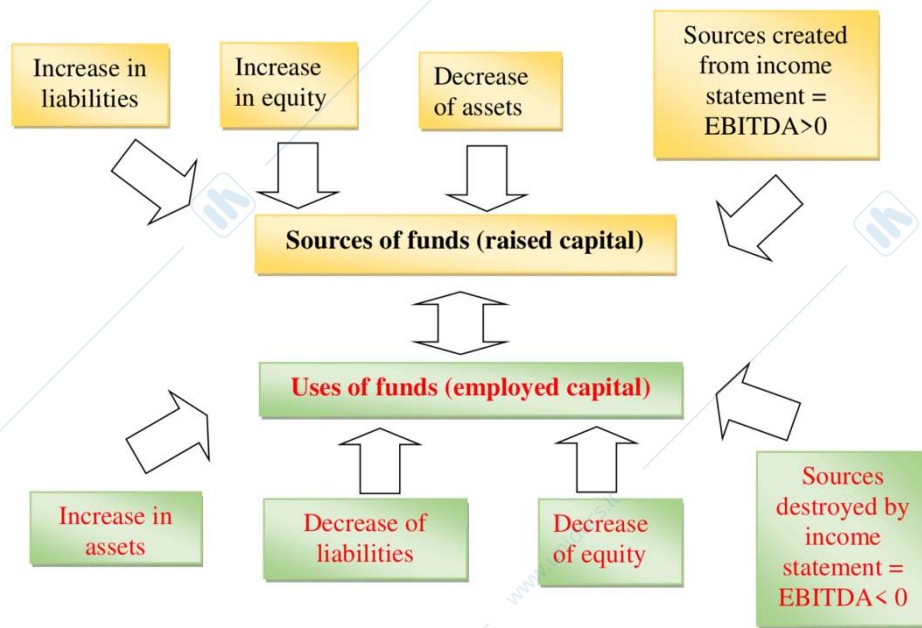 Increase in
liabilities
Increase
in equity
Decrease
of assets
Sources created
from income
statement =
EBITDA>0
Sources of funds (raised capital)
Uses of funds (employed capital)
Increase in
assets
Decrease of
liabilities
Decrease
of equity
Sources
destroyed by
income
statement =
EBITDA< 0